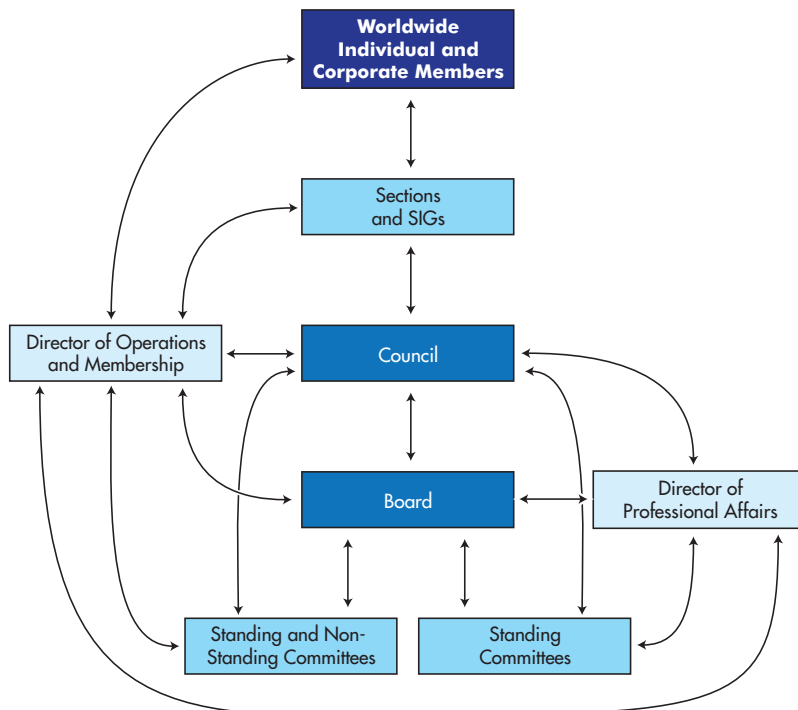 Worldwide
Individual and
Corporate Members
Sections
and SIGs
Director of Operations
and Membership
Council
Board
Director of
Professional Affairs
Standing and Non-
Standing Committees
Standing
Committees